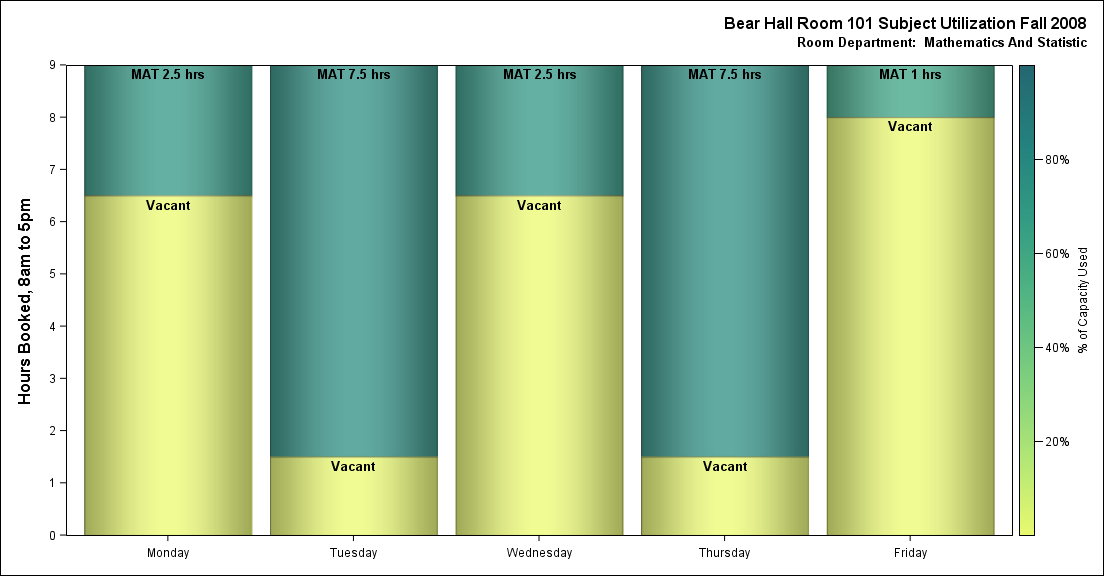 Bear Hall Room 101 Subject Utilization Fall 2008
Room Department:  Mathematics And Statistic
Hours Booked, 8am to 5pm
9
8
7
6
5
4
3
2
1
0
MAT 2.5 hrs
Vacant
MAT 7.5 hrs
Vacant
MAT 2.5 hrs
Vacant
MAT 7.5 hrs
Vacant
MAT 1 hrs
Vacant
Monday
Tuesday
Wednesday
Thursday
Friday
80%
60%
40%
20%
% of Capacity Used